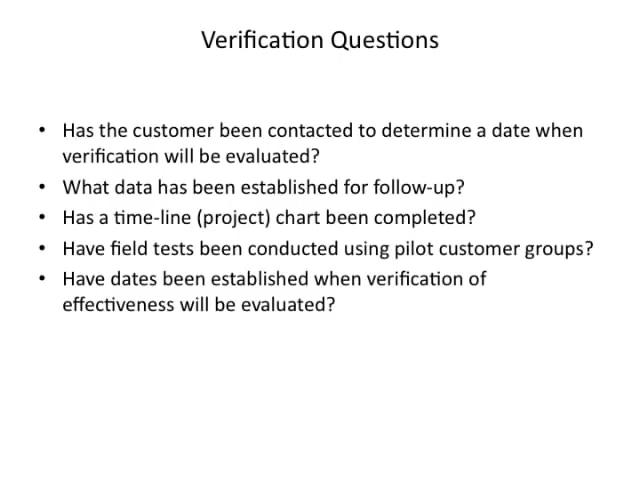 Verification Questions
• Has the customer been contacted to determine a date when
verification will be evaluated?
• What data has been established for follow-up?
• Has a time-line (project) chart been completed?
• Have field tests been conducted using pilot customer groups?
• Have dates been established when verification of
effectiveness will be evaluated?